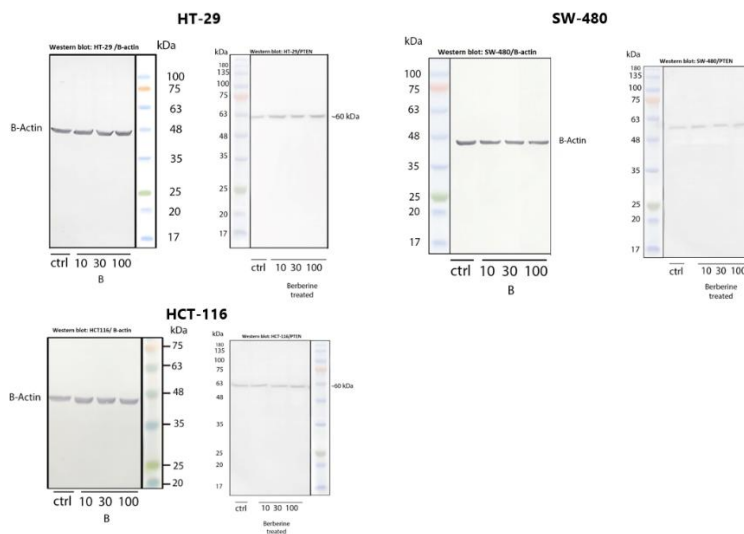 HT-29
Western blot: HT-29 /B-actin
kDa
100
75
63
48
35
25
20
17
B-Actin
ctrl 10 30 100
B
Western blot: HT-29/PTEN
180
135
100
75
63
48
35
25
20
17
~60 kDa
ctrl 10 30 100
Berberine
treated
SW-480
kDa
Western blot: SW-480/B-actin
100
75
63
48
35
25
20
17
B-Actin
ctrl 10 30 100
B
Western blot: SW-480/PTEN
180
135
100
75
63
48
35
25
20
17
ctrl 10 30 100
Berberine
treated
HCT-116
Western blot: HCT116/ B-actin
kDa
75
63
48
35
25
20
B-Actin
ctrl 10 30 100
B
kDa
Western blot: HCT-116/PTEN
180
135
100
75
63
48
35
25
20
17
~60 kDa
ctrl 10 30 100
Berberine
treated